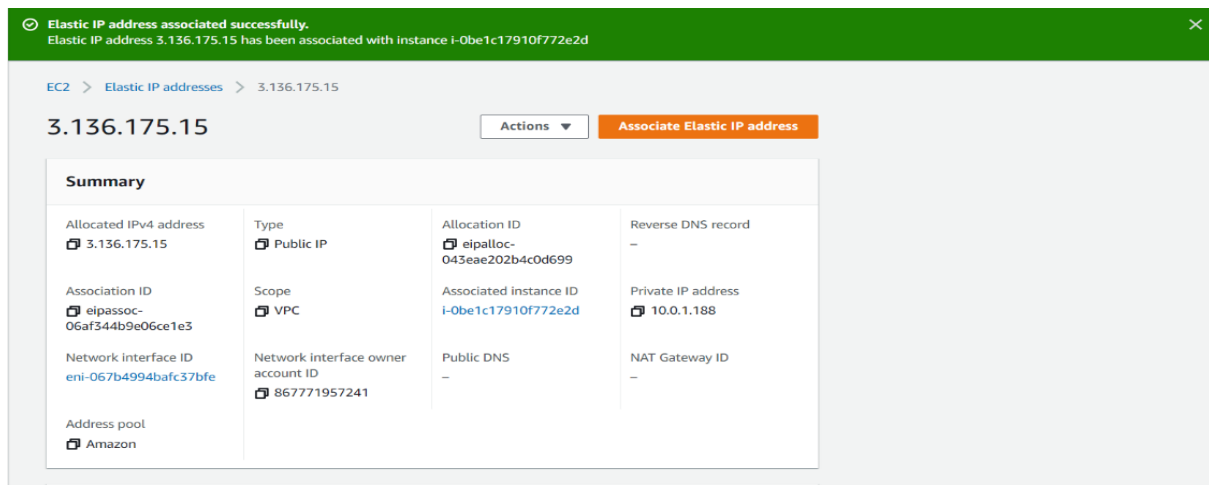 Elastic IP address associated successfully.
Elastic IP address 3.136.175.15 has been associated with instance i-0be1c17910f772e2d
EC2 > Elastic IP addresses > 3.136.175.15
3.136.175.15
Actions
Associate Elastic IP address
Summary
Allocated IPv4 address
3.136.175.15
Type
Public IP
Allocation ID
eipalloc-
043eae202b4c0d699
Reverse DNS record
–
Association ID
eipassoc-
06af344b9e06ce1e3
Scope
VPC
Associated instance ID
i-0be1c17910f772e2d
Private IP address
10.0.1.188
Network interface ID
eni-067b4994bafc37bfe
Network interface owner
account ID
867771957241
Public DNS
–
NAT Gateway ID
–
Address pool
Amazon